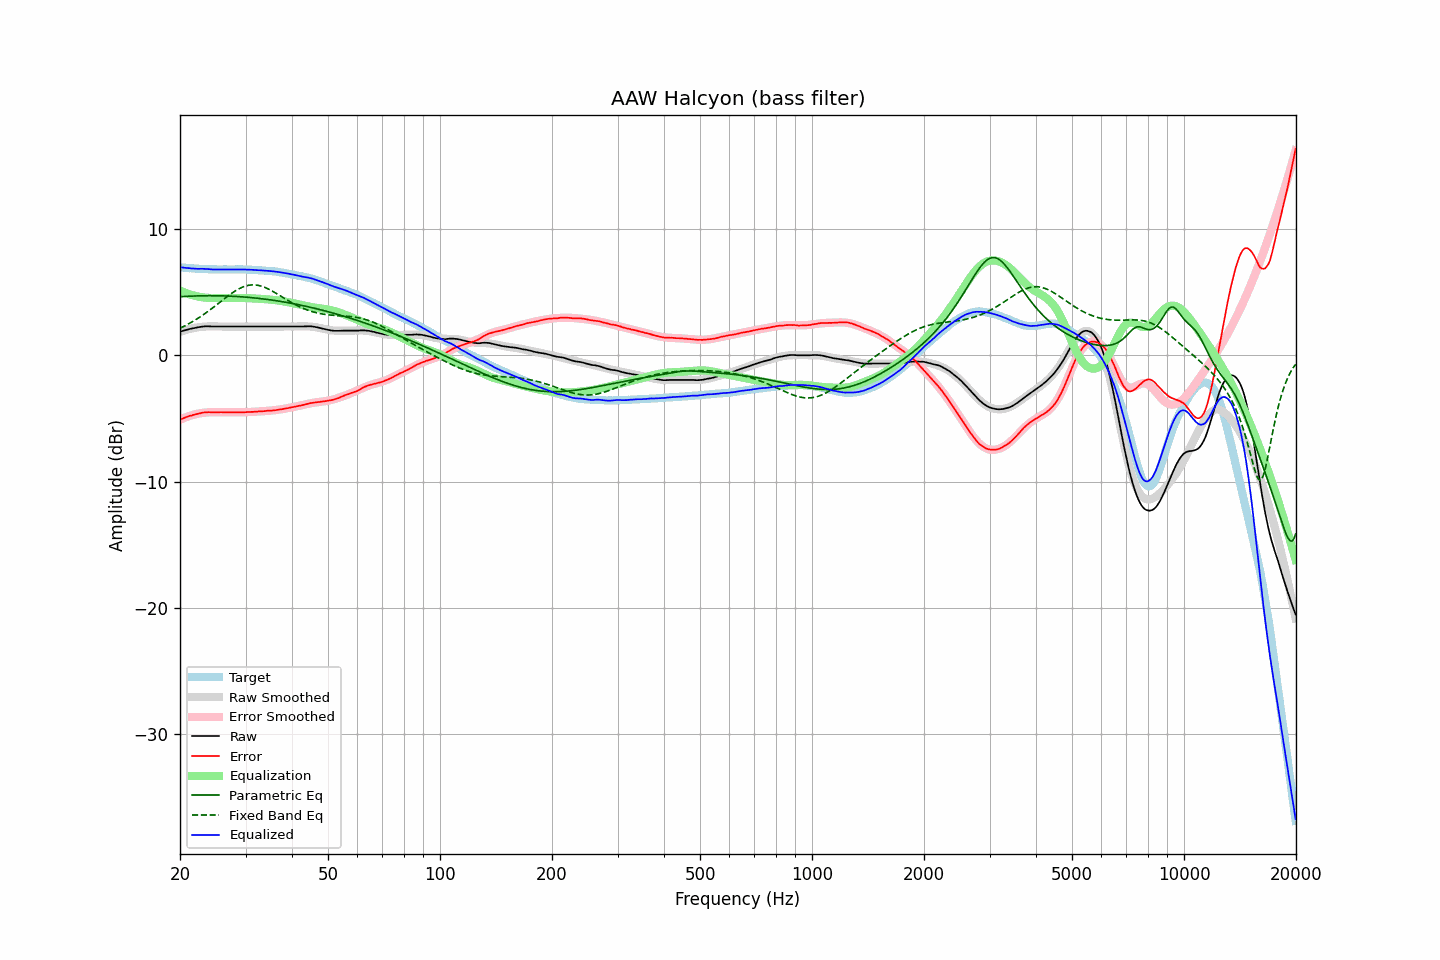 AAW Halcyon (bass filter)
Amplitude (dBr)
10
0
−10
−20
−30
Target
Raw Smoothed
Error Smoothed
Raw
Error
Equalization
Parametric Eq
Fixed Band Eq
Equalized
20 50 100 200 500 1000 2000 5000 10000 20000
Frequency (Hz)